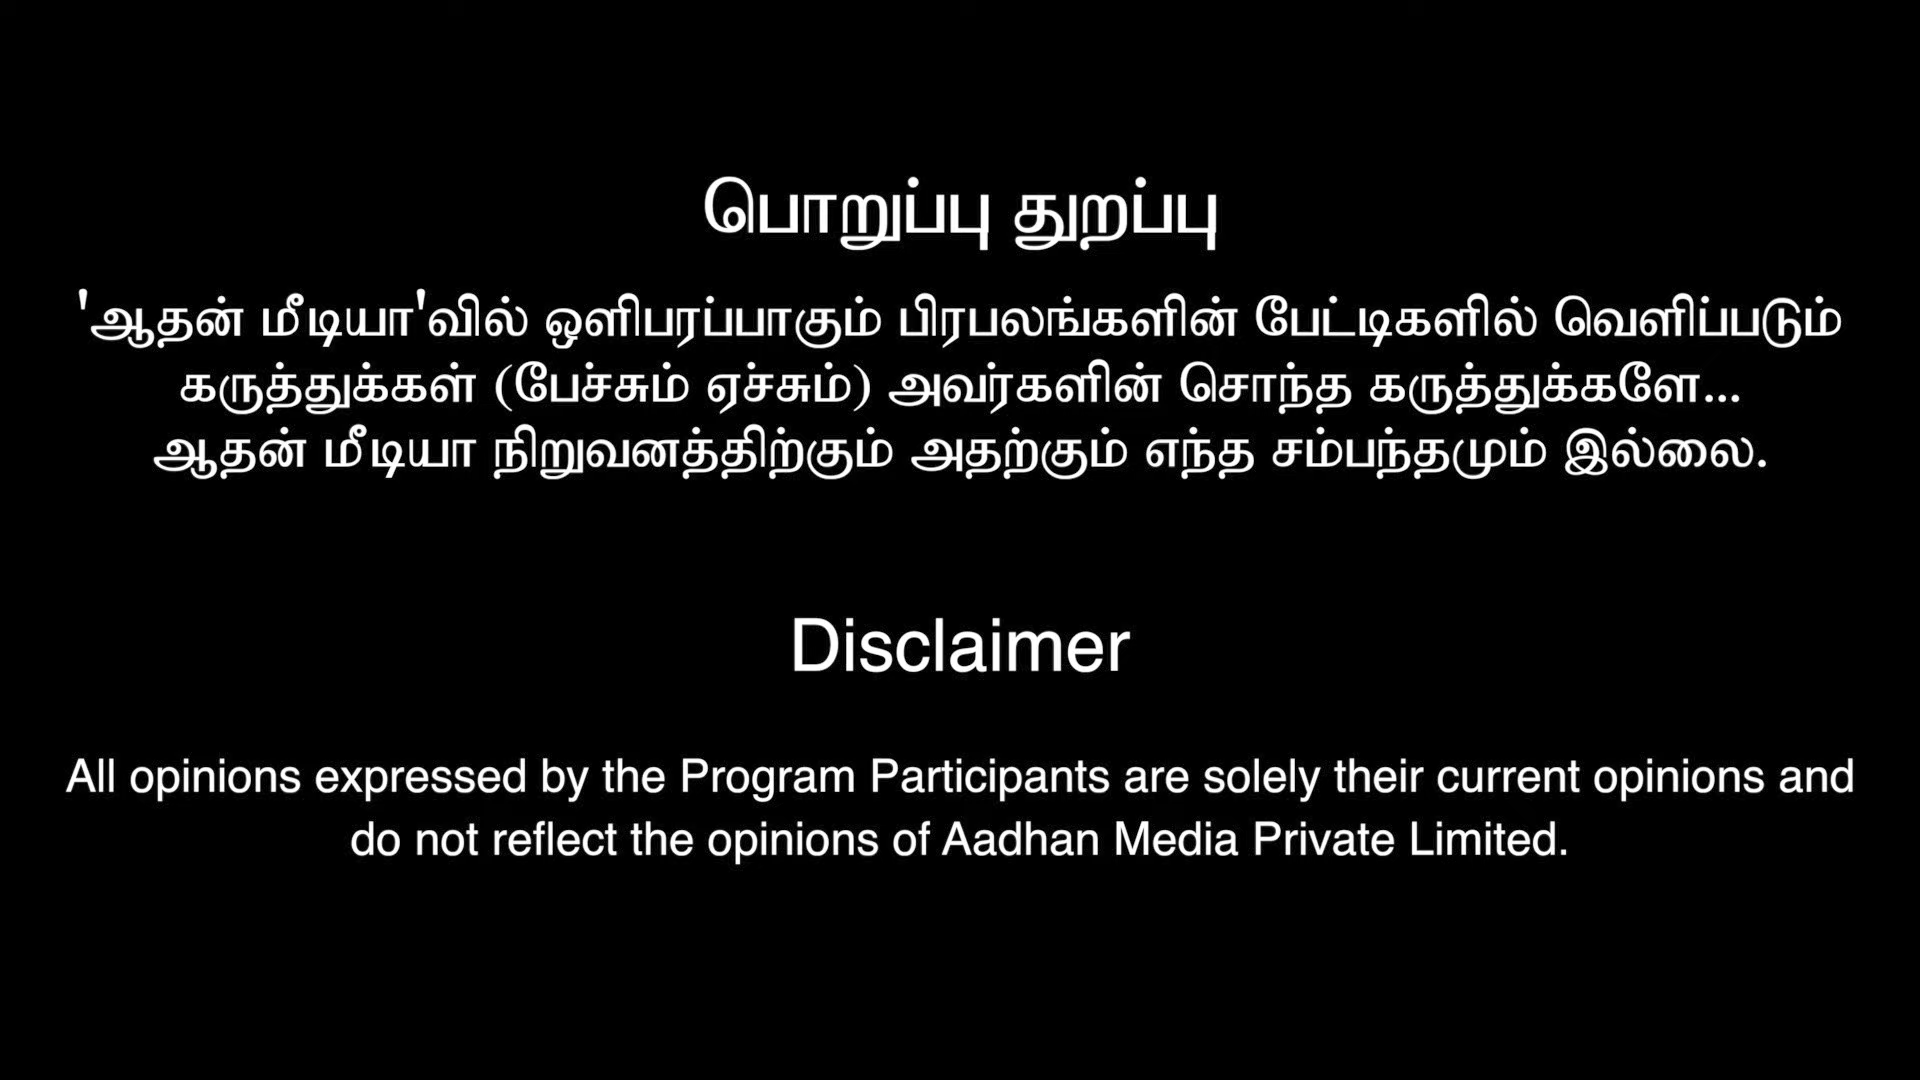 பொறுப்பு துறப்பு
'ஆதன் மீடியா'வில் ஒளிபரப்பாகும் பிரபலங்களின் பேட்டிகளில் வெளிப்படும்
கருத்துக்கள் (பேச்சும் ஏச்சும்) அவர்களின் சொந்த கருத்துக்களே...
ஆதன் மீடியா நிறுவனத்திற்கும் அதற்கும் எந்த சம்பந்தமும் இல்லை.
Disclaimer
All opinions expressed by the Program Participants are solely their current opinions and
do not reflect the opinions of Aadhan Media Private Limited.